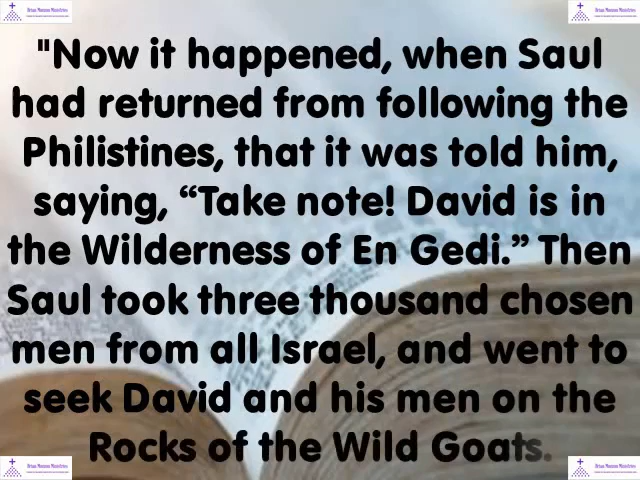 "Now it happened, when Saul
had returned from following the
Philistines, that it was told him,
saying, “Take note! David is in
the Wilderness of En Gedi.” Then
Saul took three thousand chosen
men from all Israel, and went to
seek David and his men on the
Rocks of the Wild Goats.